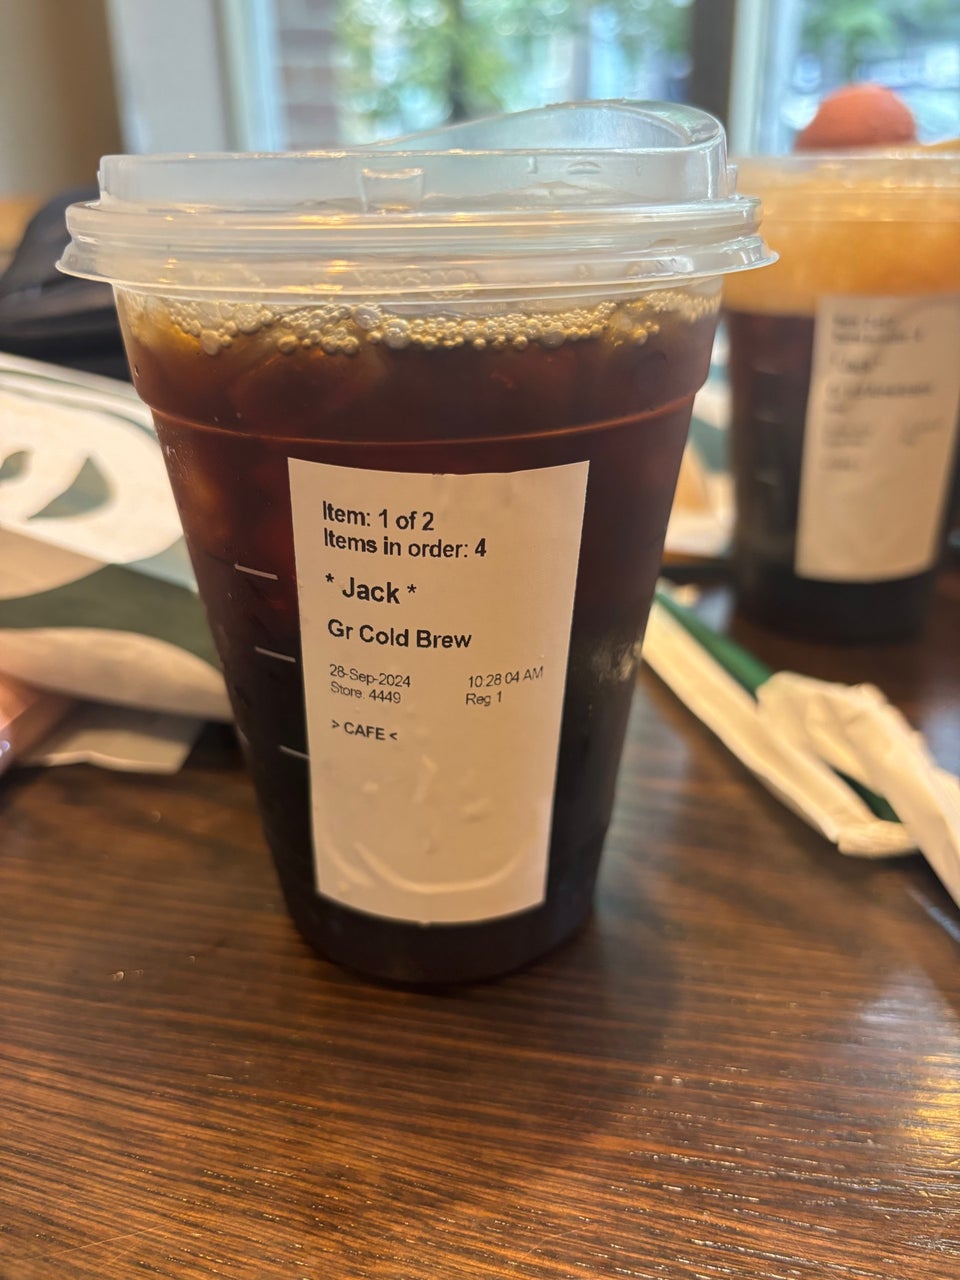 Item: 1 of 2
Items in order: 4
* Jack *
Gr Cold Brew
28-Sep-2024 10:28:04 AM
Store: 4449 Reg 1
> CAFE <